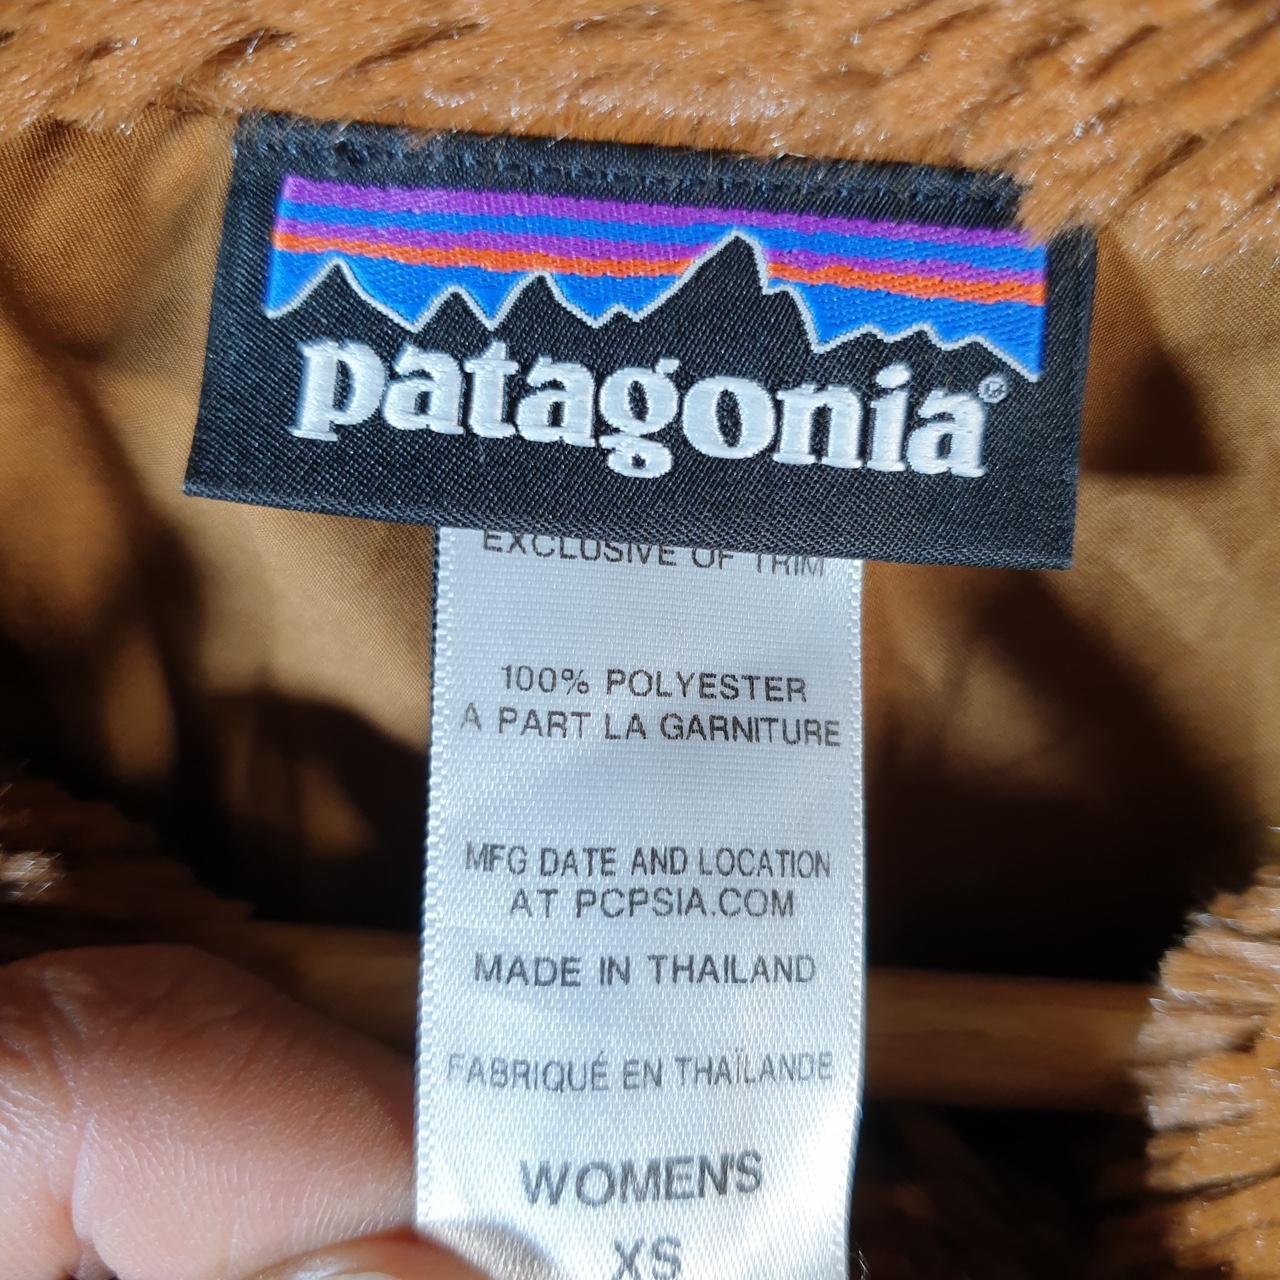 patagonia®
EXCLUSIVE OF TRIM
100% POLYESTER
A PART LA GARNITURE
MFG DATE AND LOCATION
AT PCPSIA.COM
MADE IN THAILAND
FABRIQUÉ EN THAÏLANDE
WOMEN'S
XS